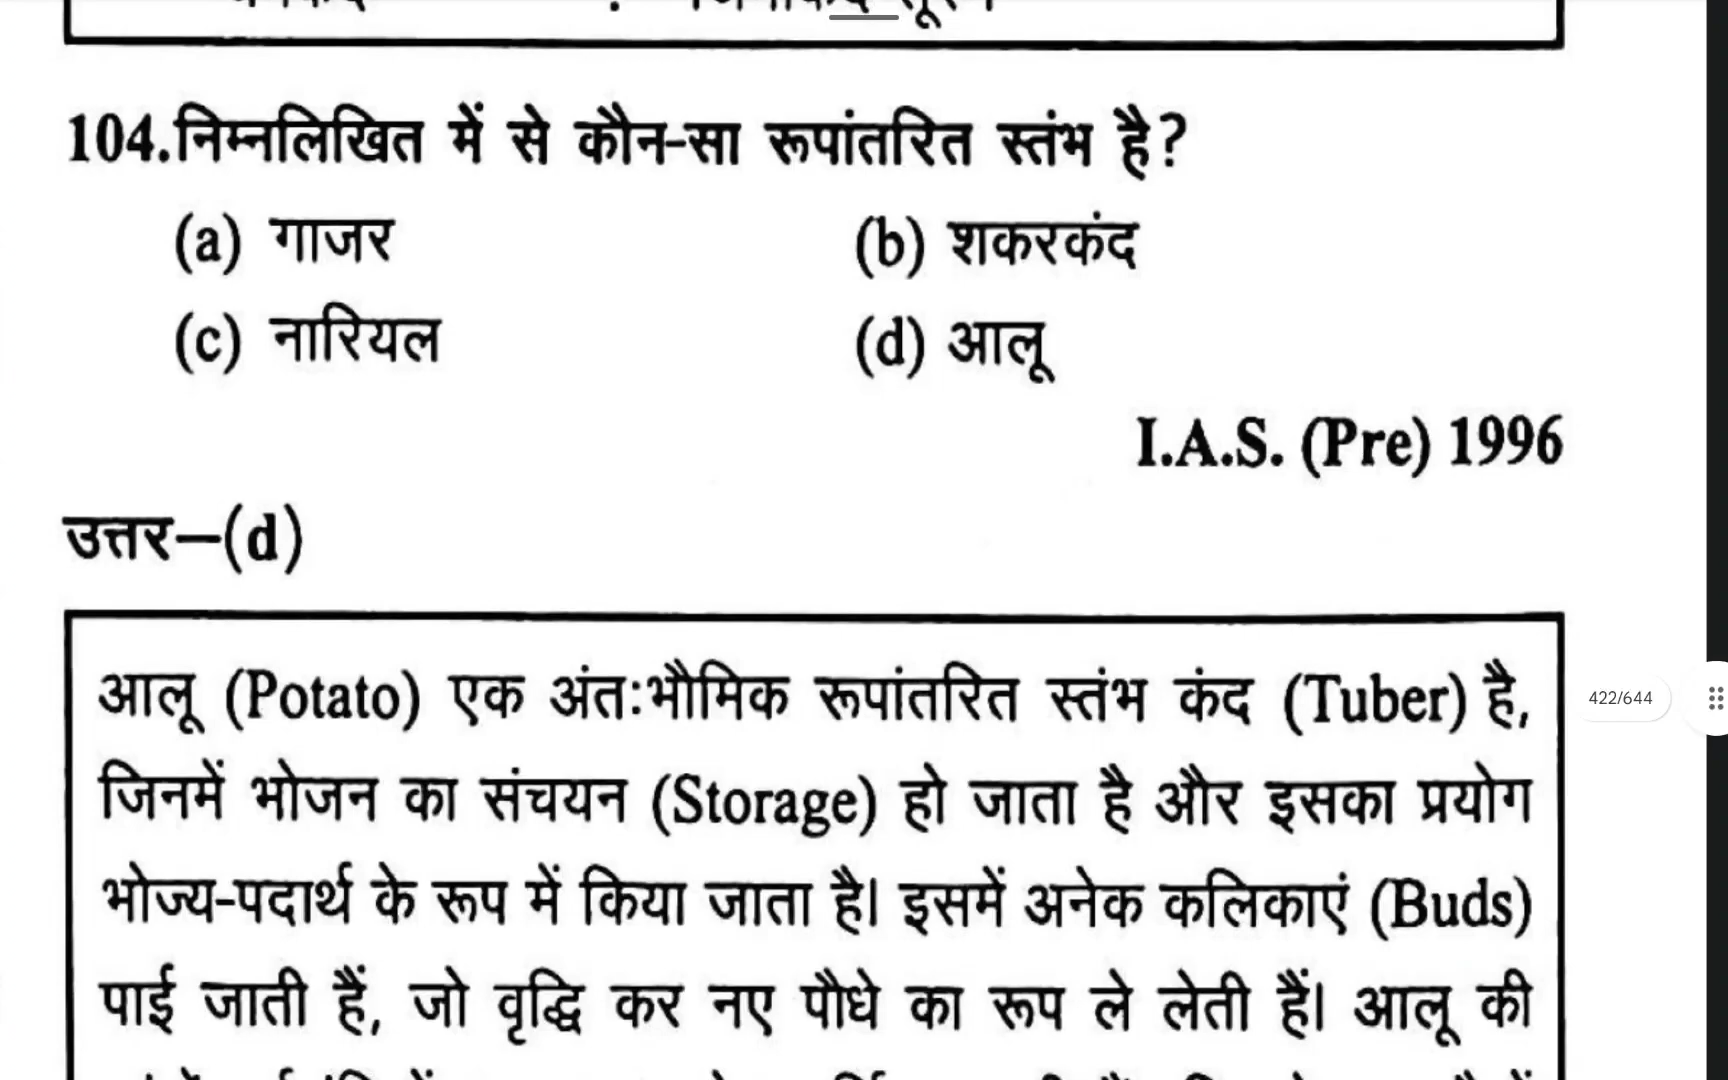 104.निम्नलिखित में से कौन-सा रूपांतरित स्तंभ है?
(a) गाजर (b) शकरकंद
(c) नारियल (d) आलू
I.A.S. (Pre) 1996
उत्तर—(d)
आलू (Potato) एक अंत:भौमिक रूपांतरित स्तंभ कंद (Tuber) है,
422/644
जिनमें भोजन का संचयन (Storage) हो जाता है और इसका प्रयोग
भोज्य-पदार्थ के रूप में किया जाता है। इसमें अनेक कलिकाएं (Buds)
पाई जाती हैं, जो वृद्धि कर नए पौधे का रूप ले लेती हैं। आलू की